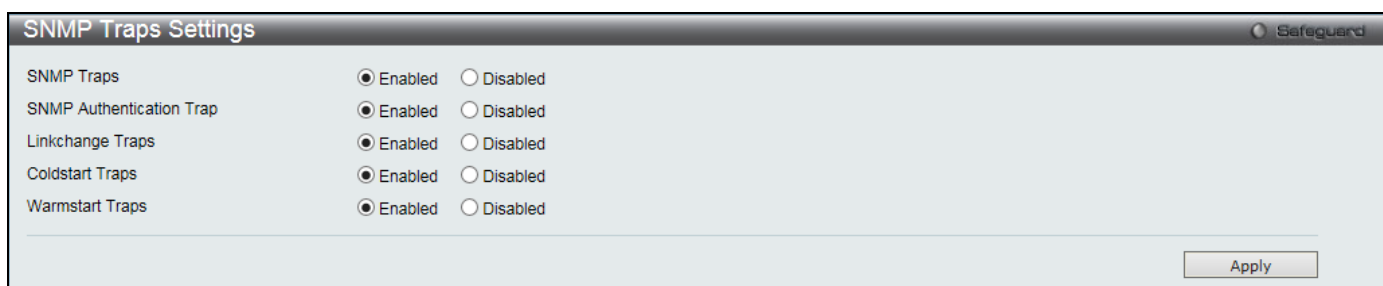 SNMP Traps Settings Safeguard
SNMP Traps Enabled Disabled
SNMP Authentication Trap Enabled Disabled
Linkchange Traps Enabled Disabled
Coldstart Traps Enabled Disabled
Warmstart Traps Enabled Disabled
Apply